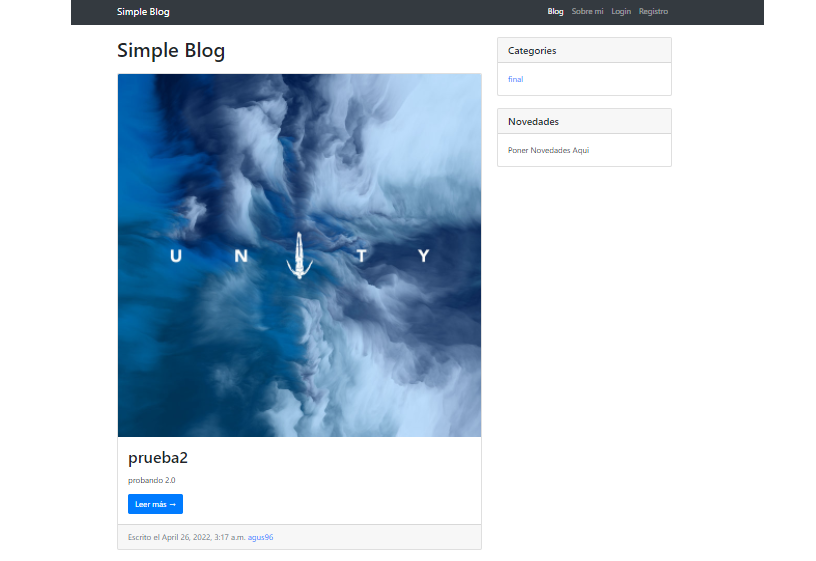 Simple Blog
Blog Sobre mi Login Registro
Simple Blog
U N T Y
prueba2
probando 2.0
Leer más →
Escrito el April 26, 2022, 3:17 a.m. agus96
Categories
final
Novedades
Poner Novedades Aqui